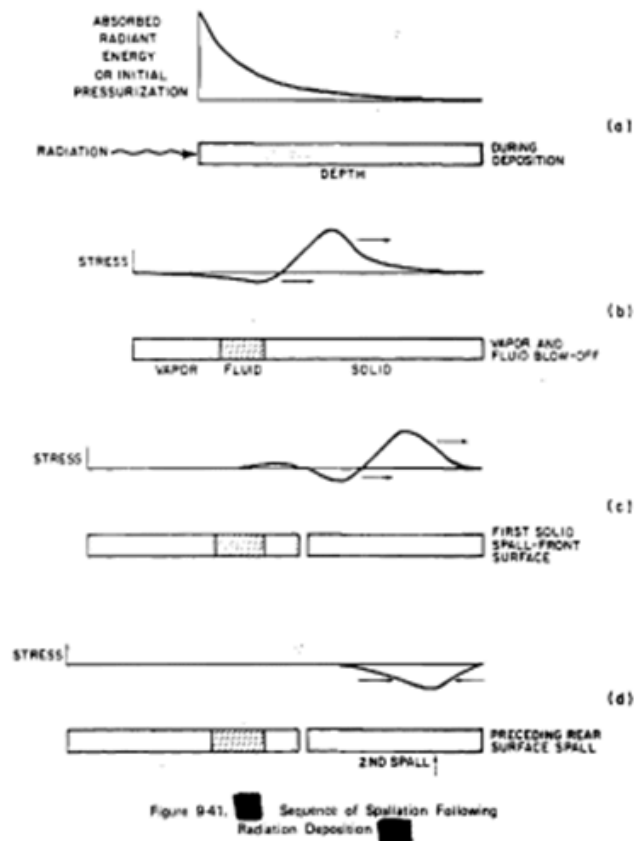 ABSORBED
RADIANT
ENERGY
OR INITIAL
PRESSURIZATION
(a)
RADIATION
DURING
DEPOSITION
DEPTH
STRESS
(b)
VAPOR AND
FLUID BLOW-OFF
VAPOR FLUID SOLID
STRESS
(c)
FIRST SOLID
SPALL-FRONT
SURFACE
STRESS
(d)
PRECEDING REAR
SURFACE SPALL
2ND SPALL
Figure 9-41. Sequence of Spallation Following
Radiation Deposition